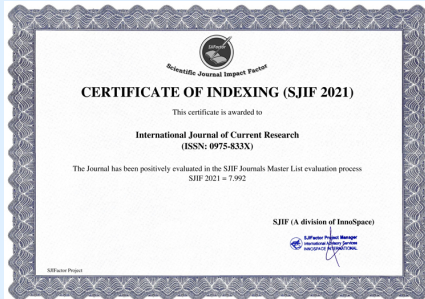 SJIFactor
Scientific Journal Impact Factor
CERTIFICATE OF INDEXING (SJIF 2021)
This certificate is awarded to
International Journal of Current Research
(ISSN: 0975-833X)
The Journal has been positively evaluated in the SJIF Journals Master List evaluation process
SJIF 2021 = 7.992
SJIF (A division of InnoSpace)
SJIFactor Project Manager
International Advisory Services
INNOSPACE INTERNATIONAL
SJIFactor Project